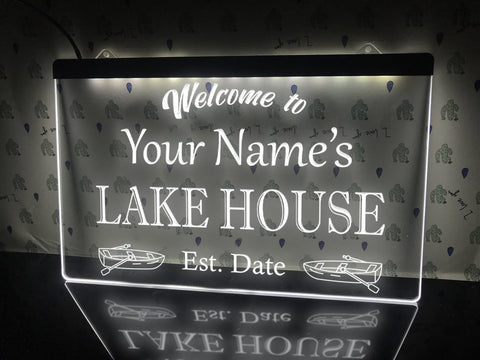 Welcome to
Your Name's
LAKE HOUSE
Est. Date